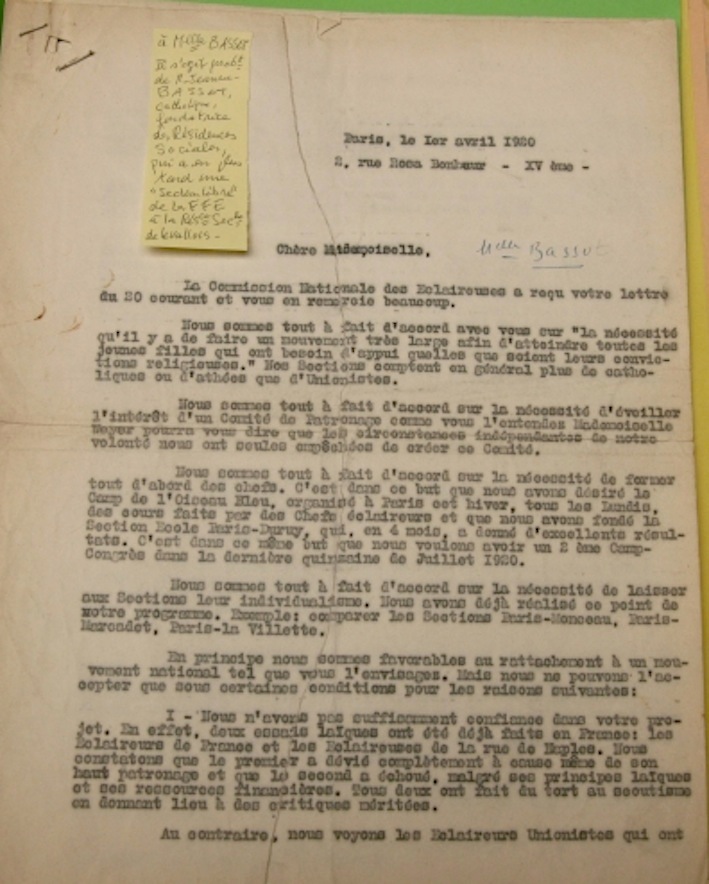 à Melle BASSOT
Il s'agit probt
de M. Jeanne
BASSOT,
catholique,
fondatrice
des Résidences
Sociales,
qui a eu plus
tard une
"Section libre"
de la FFE
à la Rés. Soc.
de Levallois -
Paris, le 1er avril 1920
2, rue Rosa Bonheur - XV ème -
Chère Mademoiselle, Melle Bassot
La Commission Nationale des Eclaireuses a reçu votre lettre
du 20 courant et vous en remercie beaucoup.
Nous sommes tout à fait d'accord avec vous sur "la nécessité
qu'il y a de faire un mouvement très large afin d'atteindre toutes les
jeunes filles qui ont besoin d'appui quelles que soient leurs convic-
tions religieuses." Nos Sections comptent en général plus de catho-
liques ou d'athées que d'Unionistes.
Nous sommes tout à fait d'accord sur la nécessité d'éveiller
l'intérêt d'un Comité de Patronage comme vous l'entendez Mademoiselle
Weyer pourra vous dire que les circonstances indépendantes de notre
volonté nous ont seules empêchées de créer ce Comité.
Nous sommes tout à fait d'accord sur la nécessité de former
tout d'abord des chefs. C'est dans ce but que nous avons désiré le
Camp de l'Oiseau Bleu, organisé à Paris cet hiver, tous les Lundis,
des cours faits par des Chefs éclaireurs et que nous avons fondé la
Section Ecole Paris-Duruy, qui, en 4 mois, a donné d'excellents résul-
tats. C'est dans ce même but que nous voulons avoir un 2 ème Camp-
Congrès dans la dernière quinzaine de Juillet 1920.
Nous sommes tout à fait d'accord sur la nécessité de laisser
aux Sections leur individualisme. Nous avons déjà réalisé ce point de
notre programme. Exemple: comparer les Sections Paris-Monceau, Paris-
Marcadet, Paris-la Villette.
En principe nous sommes favorables au rattachement à un mou-
vement national tel que vous l'envisages. Mais nous ne pouvons l'ac-
cepter que sous certaines conditions pour les raisons suivantes:
I - Nous n'avons pas suffisamment confiance dans votre pro-
jet. En effet, deux essais laïques ont été déjà faits en France: les
Eclaireurs de France et les Eclaireuses de la rue de Naples. Nous
constatons que le premier a dévié complètement à cause même de son
haut patronage et que le second a échoué, malgré ses principes laïques
et ses ressources financières. Tous deux ont fait du tort au scoutisme
en donnant lieu à des critiques méritées.
Au contraire, nous voyons les Eclaireurs Unionistes qui ont